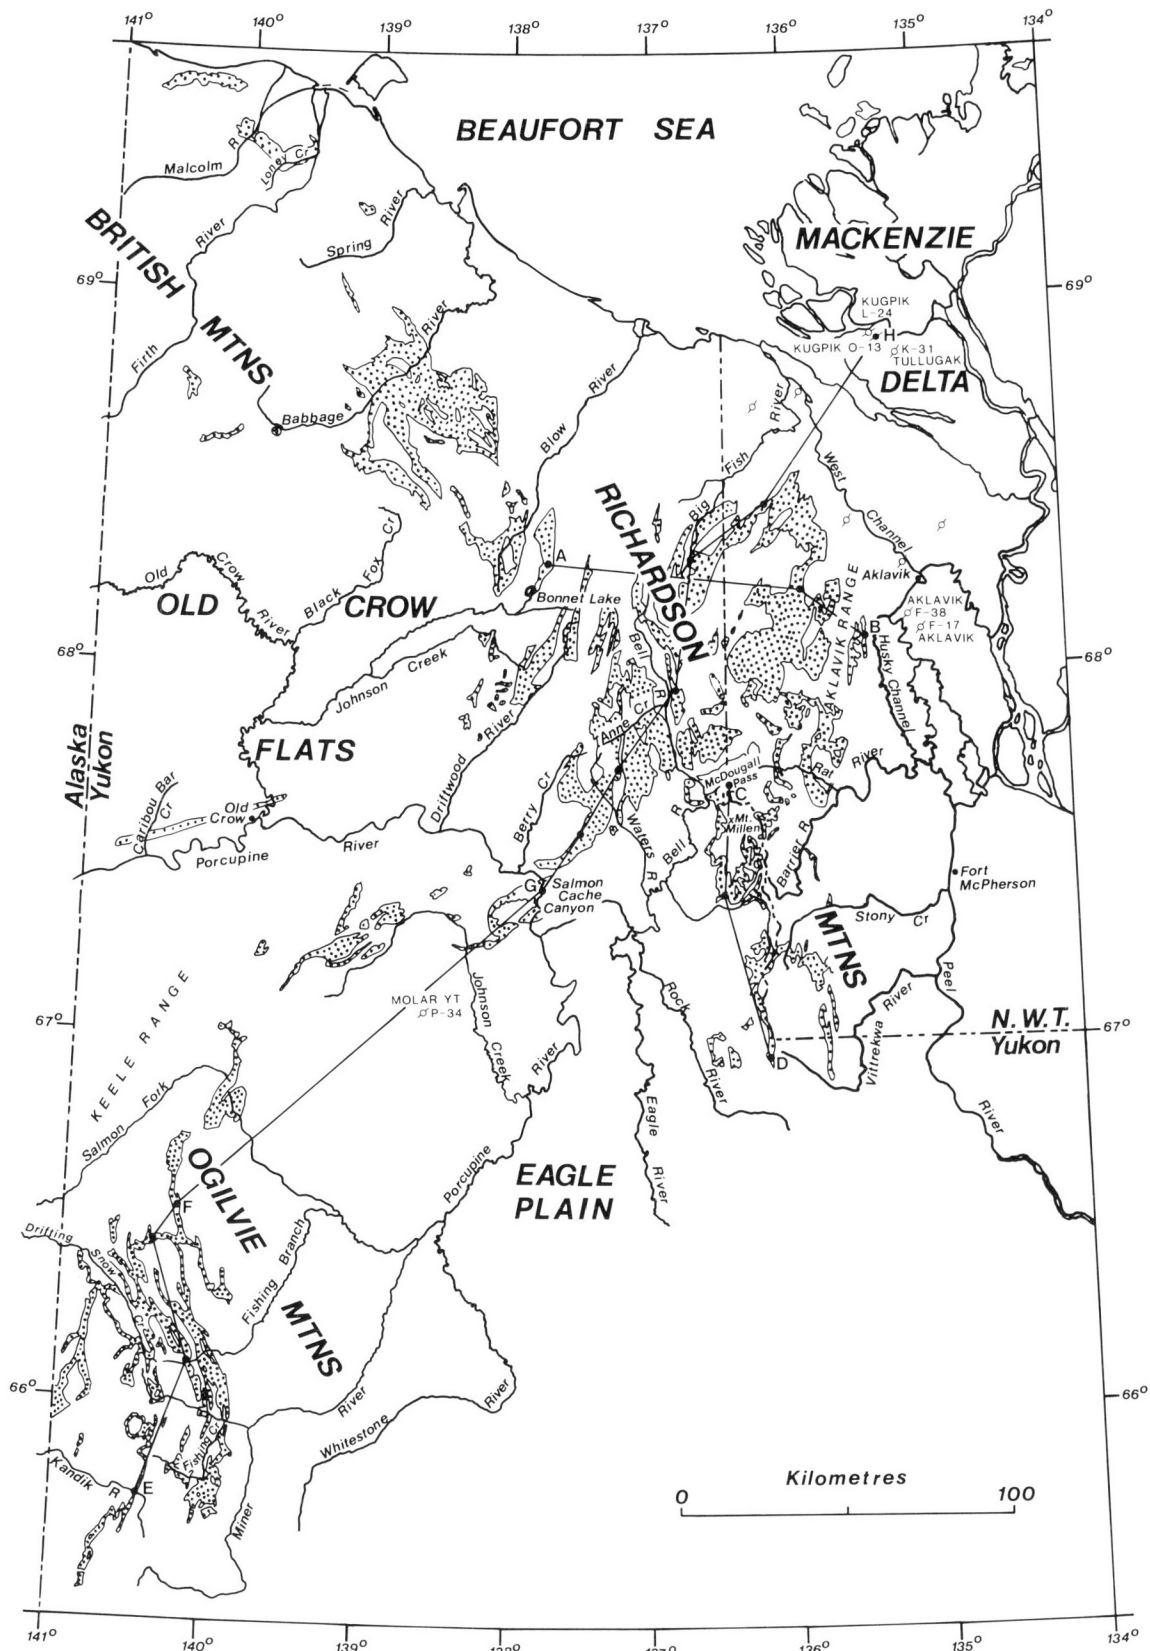 141°
140°
139°
138°
137°
136°
135°
134°
BEAUFORT SEA
Malcolm
R
Loney Cr
BRITISH
MTNS
River
Spring
River
MACKENZIE
69°
69°
KUGPIK
L-24
H
KUGPIK O-13
K-31
TULLUGAK
DELTA
Firth
River
Babbage
Blow
River
Fish
River
Big
West
Channel
RICHARDSON
Old
Crow
River
Black
Fox
Cr
OLD
CROW
A
Bonnet Lake
Aklavik
AKLAVIK
F-38
F-17
AKLAVIK
B
Husky Channel
AKLAVIK RANGE
68°
68°
Johnson
Creek
Bell
R
Anne
Cr
FLATS
Driftwood
River
Alaska
Yukon
McDougall
Pass
C
Rat
River
xMt.
Millen
Caribou Bar
Cr
Old
Crow
Porcupine
River
Berry
Cr
Waters
R
Bell
R
Barrier R
Fort
McPherson
G
Salmon
Cache
Canyon
Stony
Cr
MTNS
Peel
KEELE RANGE
MOLAR YT
P-34
Johnson
Creek
Rock
River
River
Vittrekwa
River
N.W.T.
Yukon
67°
67°
D
Salmon
Fork
River
Eagle
River
OGILVIE
F
Porcupine
EAGLE
PLAIN
Drifting
Snow
Cr
Fishing
Branch
MTNS
66°
66°
River
Whitestone
River
Fishing Cr
Kandik
R
E
Miner
Kilometres
0
100
141°
140°
139°
138°
137°
136°
135°
134°